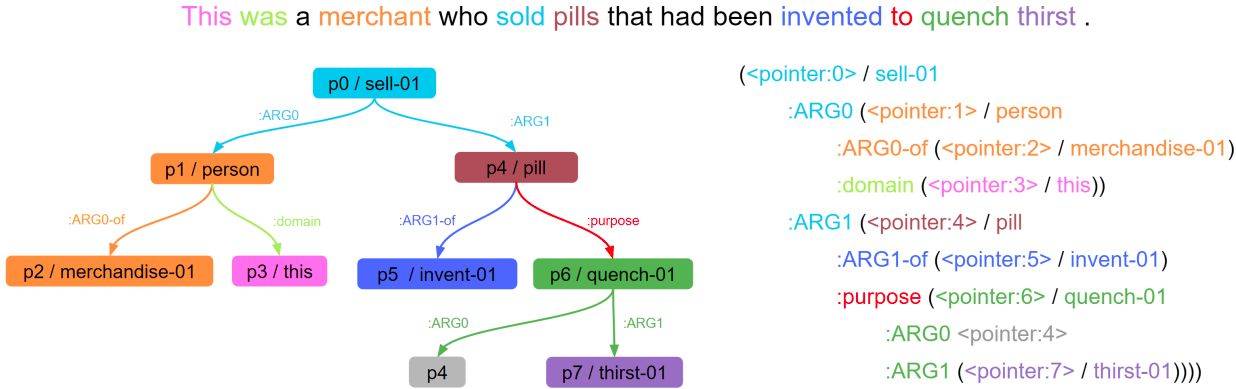 This was a merchant who sold pills that had been invented to quench thirst .
p0 / sell-01
:ARG0
:ARG1
p1 / person
p4 / pill
:ARG0-of
:domain
:ARG1-of
:purpose
p2 / merchandise-01
p3 / this
p5 / invent-01
p6 / quench-01
:ARG0
:ARG1
p4
p7 / thirst-01
(<pointer:0> / sell-01
:ARG0 (<pointer:1> / person
:ARG0-of (<pointer:2> / merchandise-01)
:domain (<pointer:3> / this))
:ARG1 (<pointer:4> / pill
:ARG1-of (<pointer:5> / invent-01)
:purpose (<pointer:6> / quench-01
:ARG0 <pointer:4>
:ARG1 (<pointer:7> / thirst-01))))